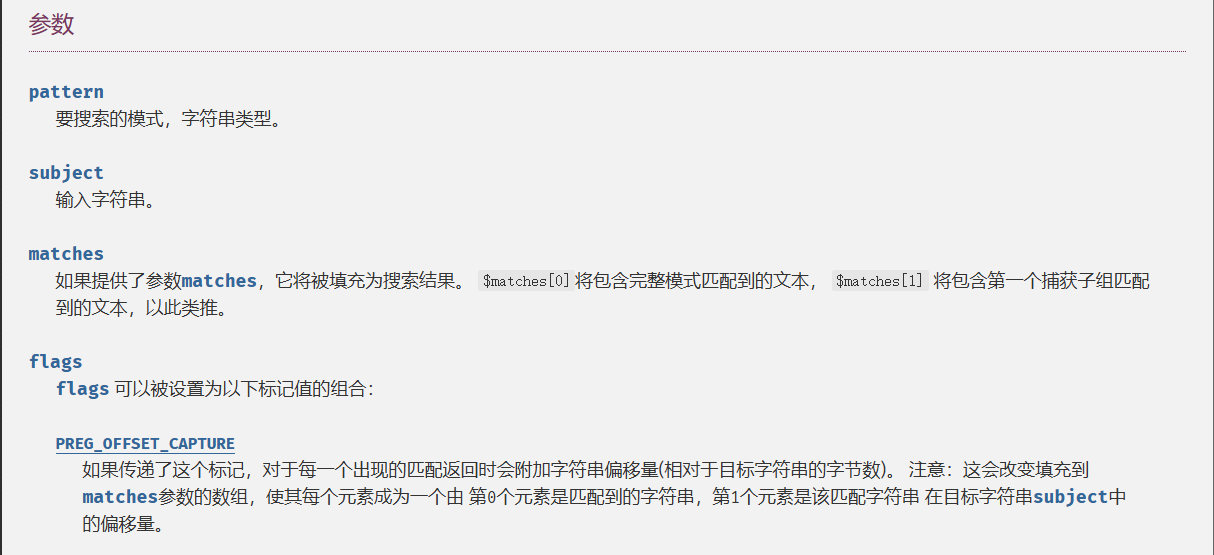 参数
pattern
要搜索的模式，字符串类型。
subject
输入字符串。
matches
如果提供了参数matches，它将被填充为搜索结果。 $matches[0]将包含完整模式匹配到的文本， $matches[1] 将包含第一个捕获子组匹配
到的文本，以此类推。
flags
flags 可以被设置为以下标记值的组合：
PREG_OFFSET_CAPTURE
如果传递了这个标记，对于每一个出现的匹配返回时会附加字符串偏移量(相对于目标字符串的字节数)。 注意：这会改变填充到
matches参数的数组，使其每个元素成为一个由 第0个元素是匹配到的字符串，第1个元素是该匹配字符串 在目标字符串subject中
的偏移量。